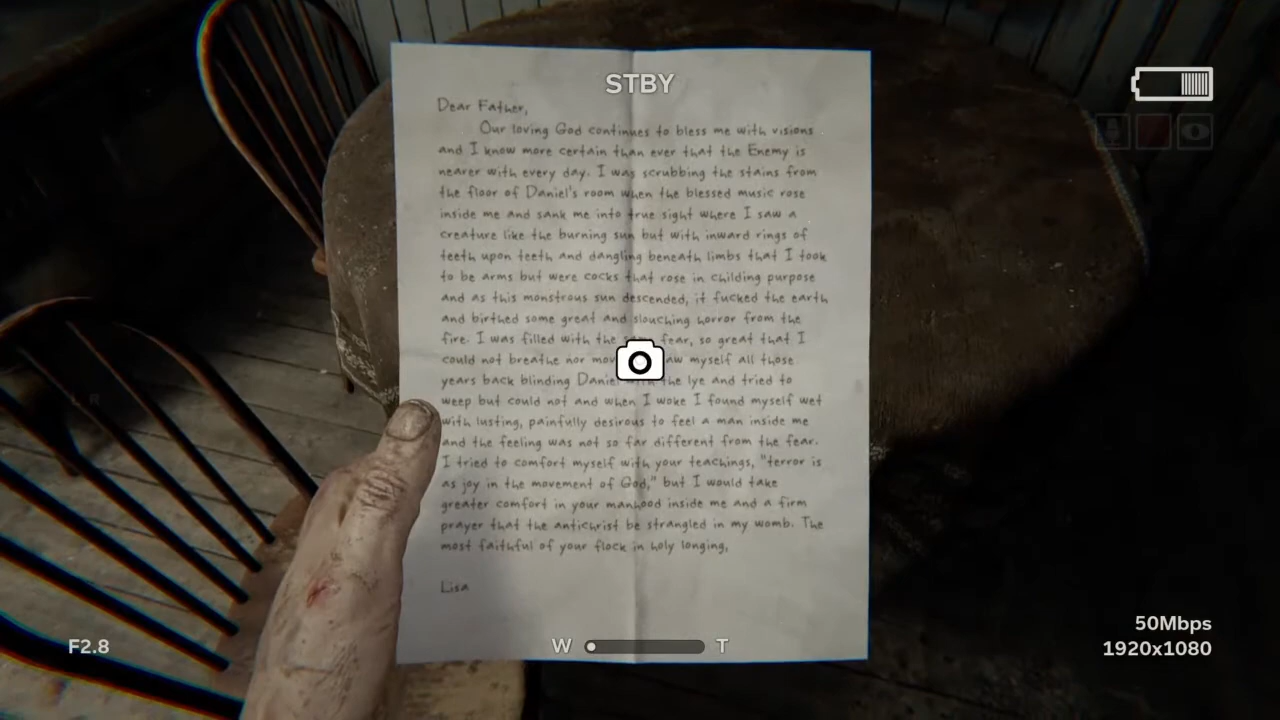 STBY
Dear Father,
Our loving God continues to bless me with visions
and I know more certain than ever that the Enemy is
nearer with every day. I was scrubbing the stains from
the floor of Daniel's room when the blessed music rose
inside me and sank me into true sight where I saw a
creature like the burning sun but with inward rings of
teeth upon teeth and dangling beneath limbs that I took
to be arms but were cocks that rose in childing purpose
and as this monstrous sun descended, it fucked the earth
and birthed some great and slouching horror from the
fire. I was filled with the fear, so great that I
could not breathe nor myself all those
years back blinding Daniel the lye and tried to
weep but could not and when I woke I found myself wet
with lusting, painfully desirous to feel a man inside me
and the feeling was not so far different from the fear.
I tried to comfort myself with your teachings, "terror is
as joy in the movement of God," but I would take
greater comfort in your manhood inside me and a firm
prayer that the antichrist be strangled in my womb. The
most faithful of your flock in holy longing,
Lisa
L R
F2.8
W T
50Mbps
1920x1080